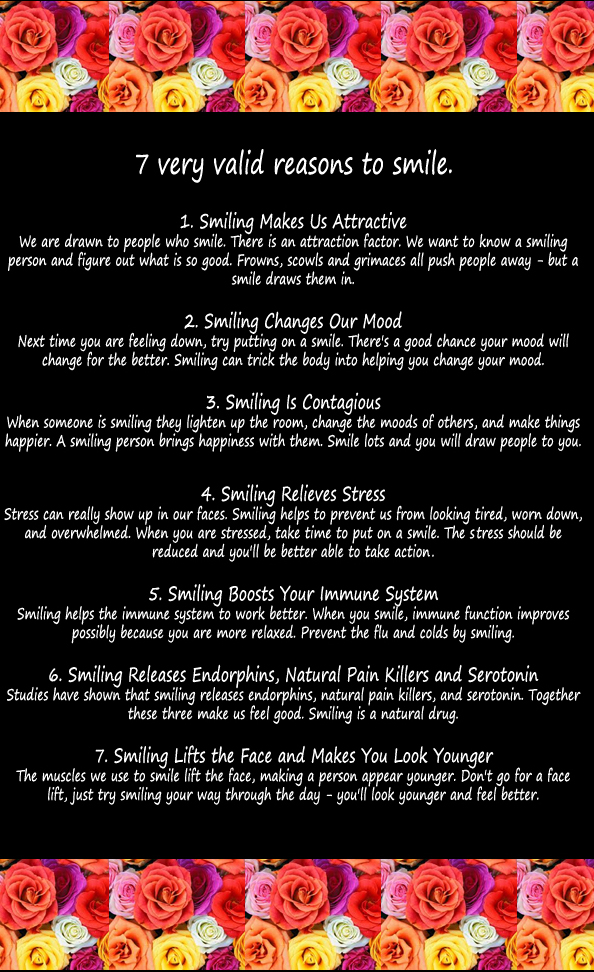 7 very valid reasons to smile.
1. Smiling Makes Us Attractive
We are drawn to people who smile. There is an attraction factor. We want to know a smiling
person and figure out what is so good. Frowns, scowls and grimaces all push people away - but a
smile draws them in.
2. Smiling Changes Our Mood
Next time you are feeling down, try putting on a smile. There's a good chance your mood will
change for the better. Smiling can trick the body into helping you change your mood.
3. Smiling Is Contagious
When someone is smiling they lighten up the room, change the moods of others, and make things
happier. A smiling person brings happiness with them. Smile lots and you will draw people to you.
4. Smiling Relieves Stress
Stress can really show up in our faces. Smiling helps to prevent us from looking tired, worn down,
and overwhelmed. When you are stressed, take time to put on a smile. The stress should be
reduced and you'll be better able to take action.
5. Smiling Boosts Your Immune System
Smiling helps the immune system to work better. When you smile, immune function improves
possibly because you are more relaxed. Prevent the flu and colds by smiling.
6. Smiling Releases Endorphins, Natural Pain Killers and Serotonin
Studies have shown that smiling releases endorphins, natural pain killers, and serotonin. Together
these three make us feel good. Smiling is a natural drug.
7. Smiling Lifts the Face and Makes You Look Younger
The muscles we use to smile lift the face, making a person appear younger. Don't go for a face
lift, just try smiling your way through the day - you'll look younger and feel better.